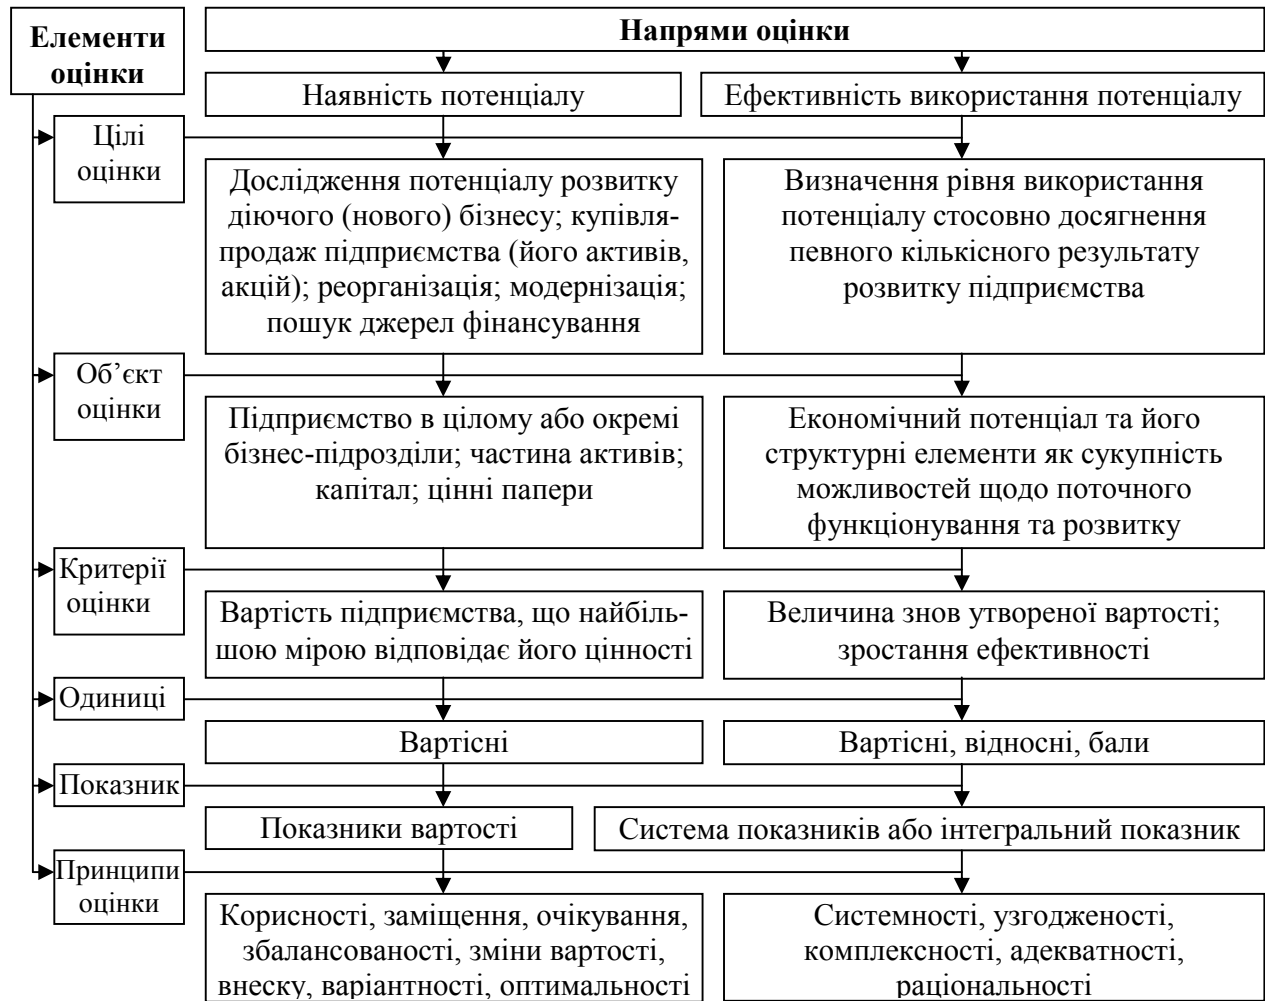 Елементи
оцінки
Напрями оцінки
Наявність потенціалу
Ефективність використання потенціалу
Цілі
оцінки
Дослідження потенціалу розвитку
діючого (нового) бізнесу; купівля-
продаж підприємства (його активів,
акцій); реорганізація; модернізація;
пошук джерел фінансування
Визначення рівня використання
потенціалу стосовно досягнення
певного кількісного результату
розвитку підприємства
Об’єкт
оцінки
Підприємство в цілому або окремі
бізнес-підрозділи; частина активів;
капітал; цінні папери
Економічний потенціал та його
структурні елементи як сукупність
можливостей щодо поточного
функціонування та розвитку
Критерії
оцінки
Вартість підприємства, що найбіль-
шою мірою відповідає його цінності
Величина знов утвореної вартості;
зростання ефективності
Одиниці
Вартісні
Вартісні, відносні, бали
Показник
Показники вартості
Система показників або інтегральний показник
Принципи
оцінки
Корисності, заміщення, очікування,
збалансованості, зміни вартості,
внеску, варіантності, оптимальності
Системності, узгодженості,
комплексності, адекватності,
раціональності